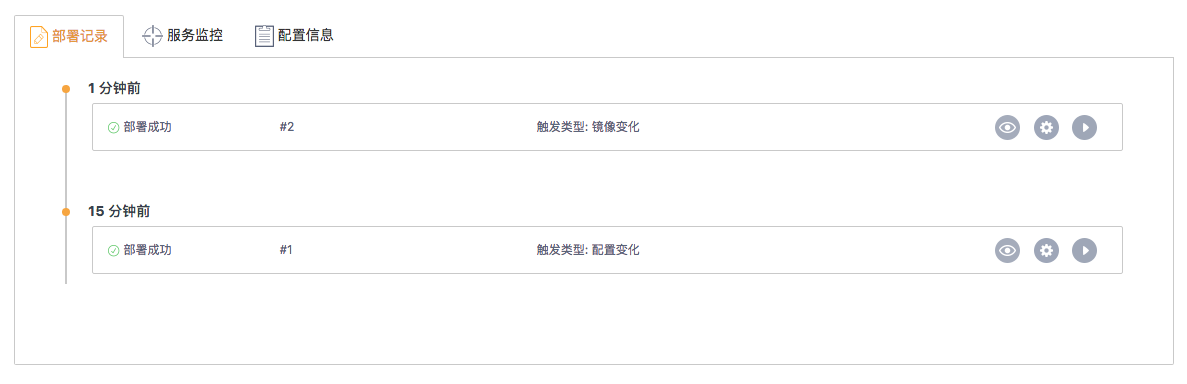 部署记录 服务监控 配置信息
1 分钟前
部署成功 #2 触发类型: 镜像变化
15 分钟前
部署成功 #1 触发类型: 配置变化